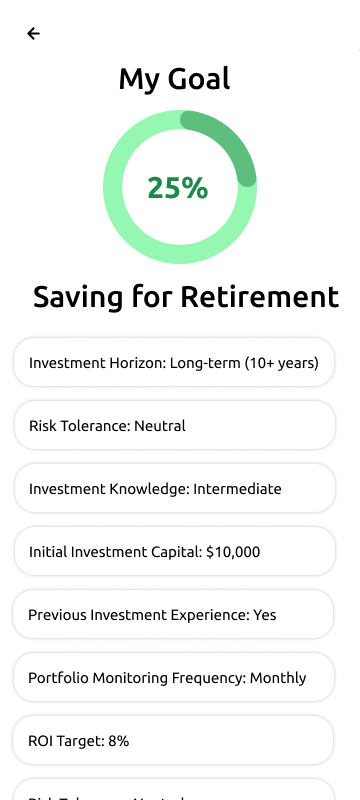 My Goal
25%
Saving for Retirement
Investment Horizon: Long-term (10+ years)
Risk Tolerance: Neutral
Investment Knowledge: Intermediate
Initial Investment Capital: $10,000
Previous Investment Experience: Yes
Portfolio Monitoring Frequency: Monthly
ROI Target: 8%